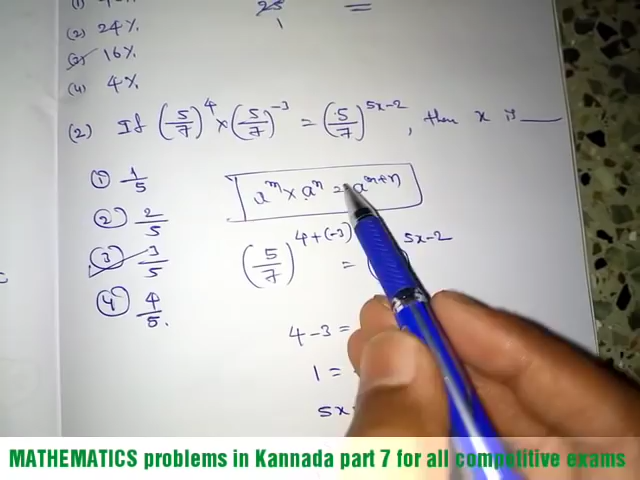 (2) 24%
(3) 16%
(4) 4%
(2) If (5/7)^4 × (5/7)^-3 = (5/7)^5x-2, then x is ___
① 1/5
② 2/5
③ 3/5
④ 4/5.
a^m × a^n = a^m+n
(5/7)^4+(-3) = 5x-2
4-3 =
1 =
5x
MATHEMATICS problems in Kannada part 7 for all competitive exams